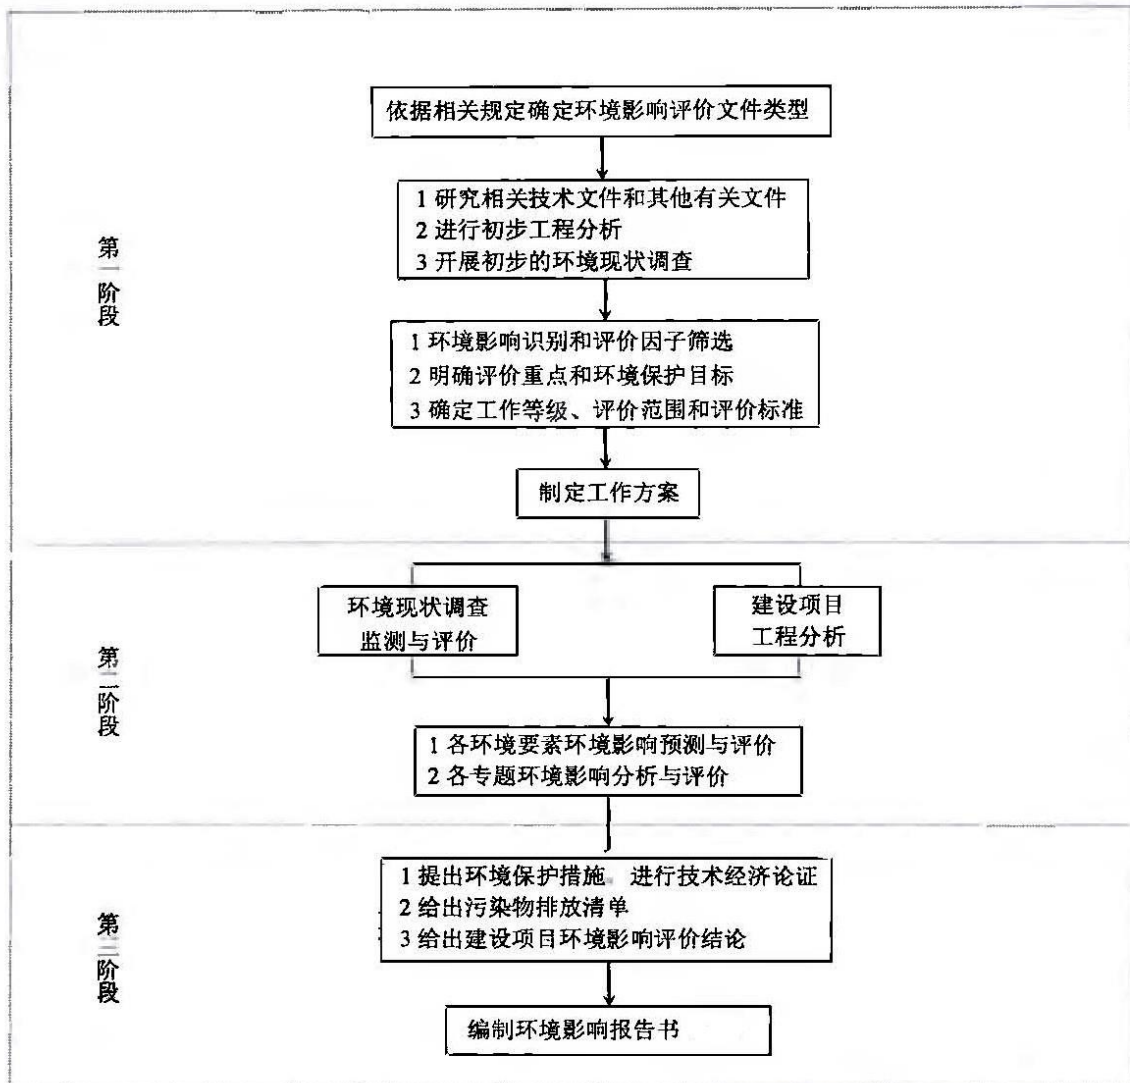 依据相关规定确定环境影响评价文件类型
1 研究相关技术文件和其他有关文件
2 进行初步工程分析
3 开展初步的环境现状调查
第一阶段
1 环境影响识别和评价因子筛选
2 明确评价重点和环境保护目标
3 确定工作等级、评价范围和评价标准
制定工作方案
环境现状调查
监测与评价
建设项目
工程分析
第二阶段
1 各环境要素环境影响预测与评价
2 各专题环境影响分析与评价
1 提出环境保护措施 进行技术经济论证
2 给出污染物排放清单
3 给出建设项目环境影响评价结论
第三阶段
编制环境影响报告书